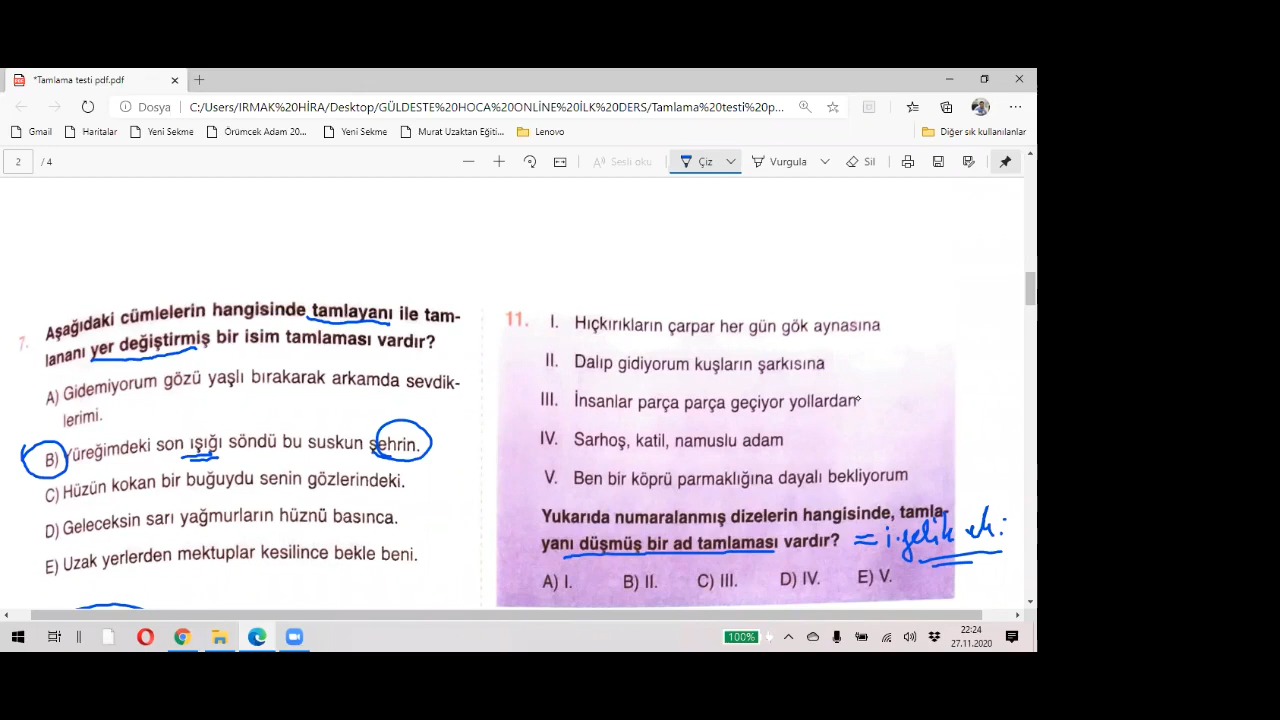 *Tamlama testi pdf.pdf
Dosya
C:/Users/IRMAK%20HİRA/Desktop/GÜLDESTE%20HOCA%20ONLİNE%20İLK%20DERS/Tamlama%20testi%20p...
Gmail
Haritalar
Yeni Sekme
Örümcek Adam 20...
Yeni Sekme
Murat Uzaktan Eğiti...
Lenovo
Diğer sık kullanılanlar
2 / 4
Sesli oku
Çiz
Vurgula
Sil
7. Aşağıdaki cümlelerin hangisinde tamlayanı ile tam-
lananı yer değiştirmiş bir isim tamlaması vardır?
A) Gidemiyorum gözü yaşlı bırakarak arkamda sevdik-
lerimi.
B) Yüreğimdeki son ışığı söndü bu suskun şehrin.
C) Hüzün kokan bir buğuydu senin gözlerindeki.
D) Geleceksin sarı yağmurların hüznü basınca.
E) Uzak yerlerden mektuplar kesilince bekle beni.
11. I. Hıçkırıkların çarpar her gün gök aynasına
II. Dalıp gidiyorum kuşların şarkısına
III. İnsanlar parça parça geçiyor yollardan
IV. Sarhoş, katil, namuslu adam
V. Ben bir köprü parmaklığına dayalı bekliyorum
Yukarıda numaralanmış dizelerin hangisinde, tamla-
yanı düşmüş bir ad tamlaması vardır? = i.yelik ek:
A) I. B) II. C) III. D) IV. E) V.
100%
22:24
27.11.2020